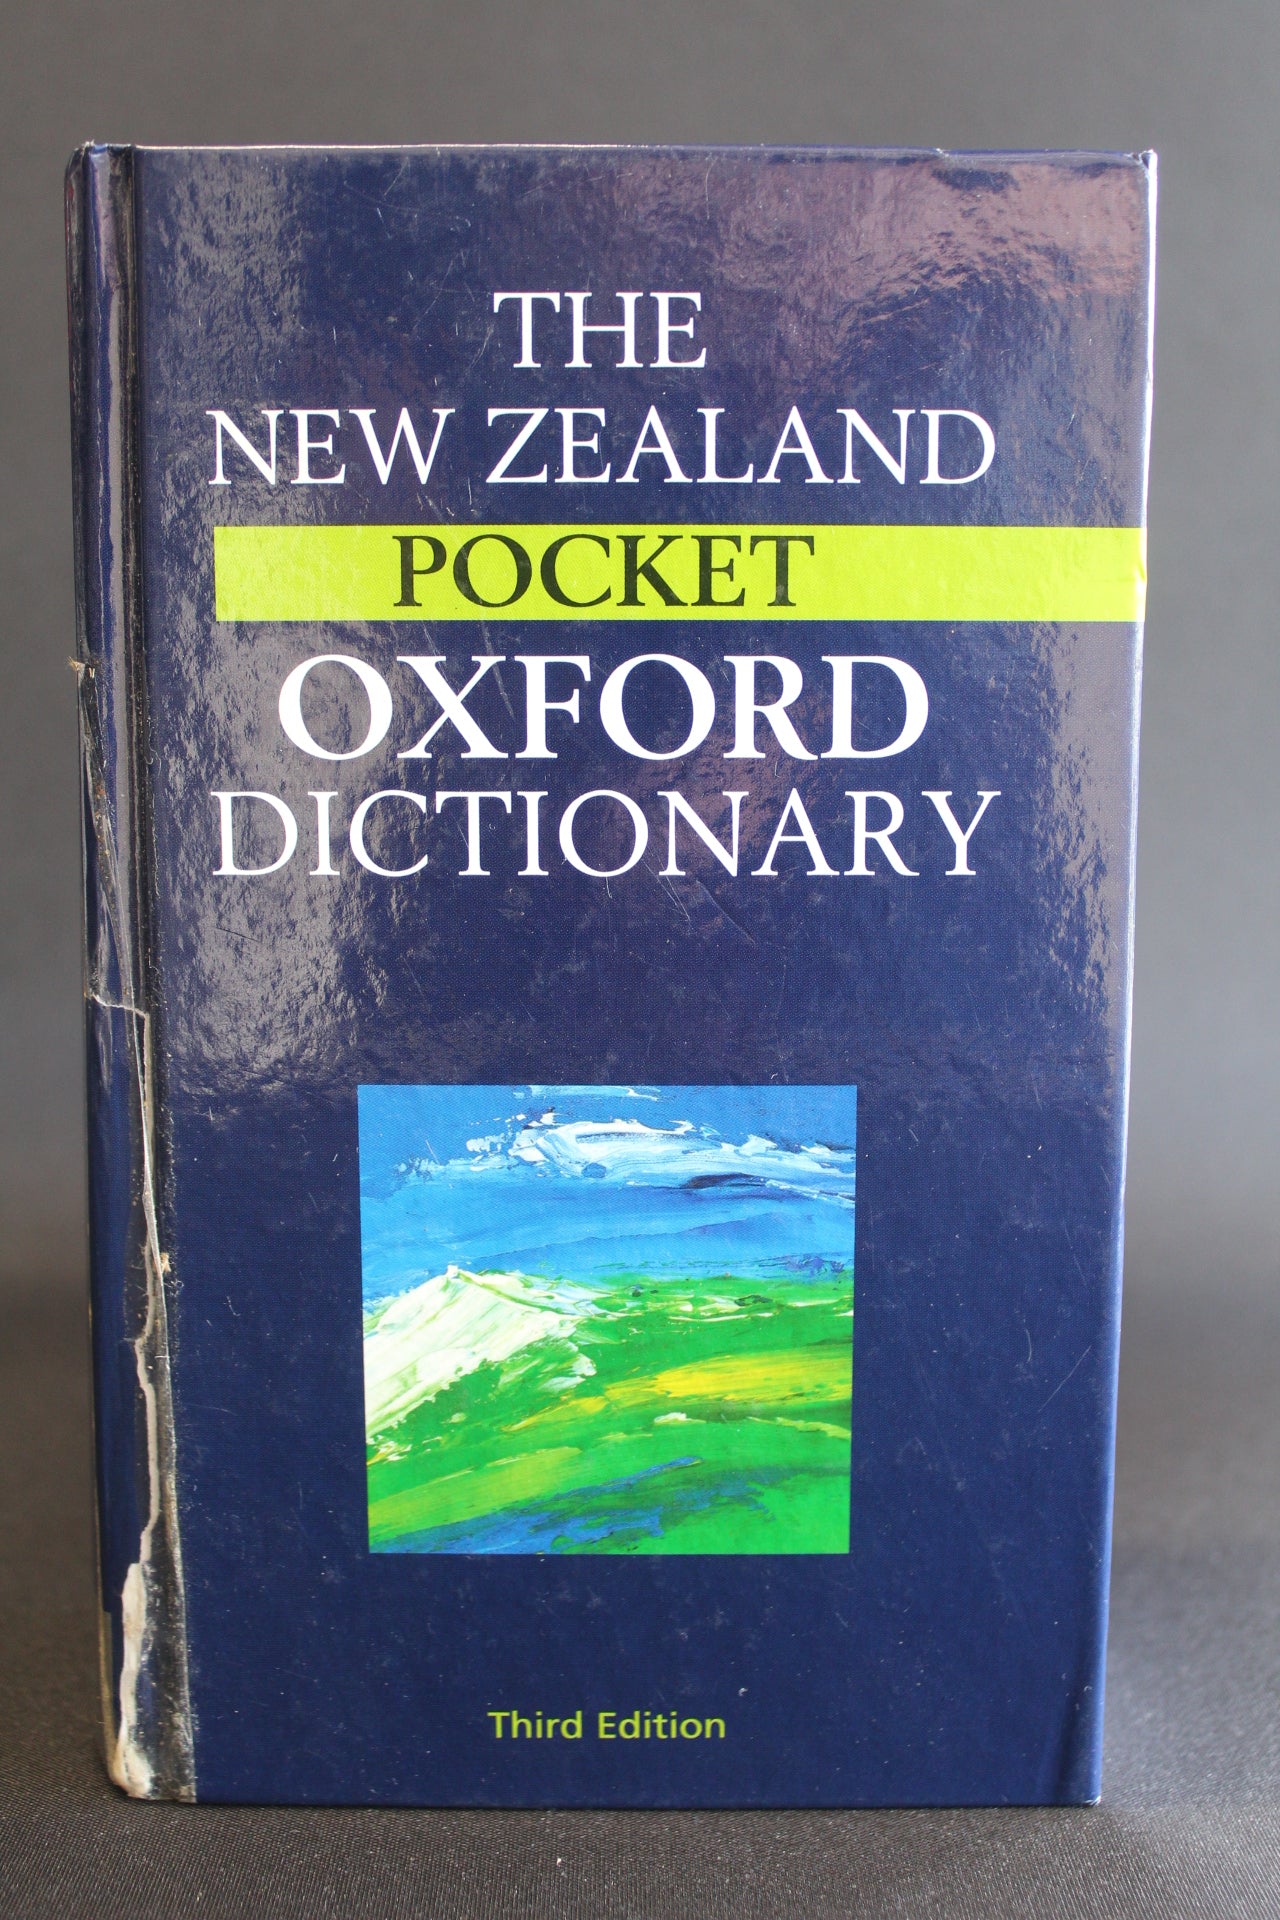 THE
NEW ZEALAND
POCKET
OXFORD
DICTIONARY
Third Edition